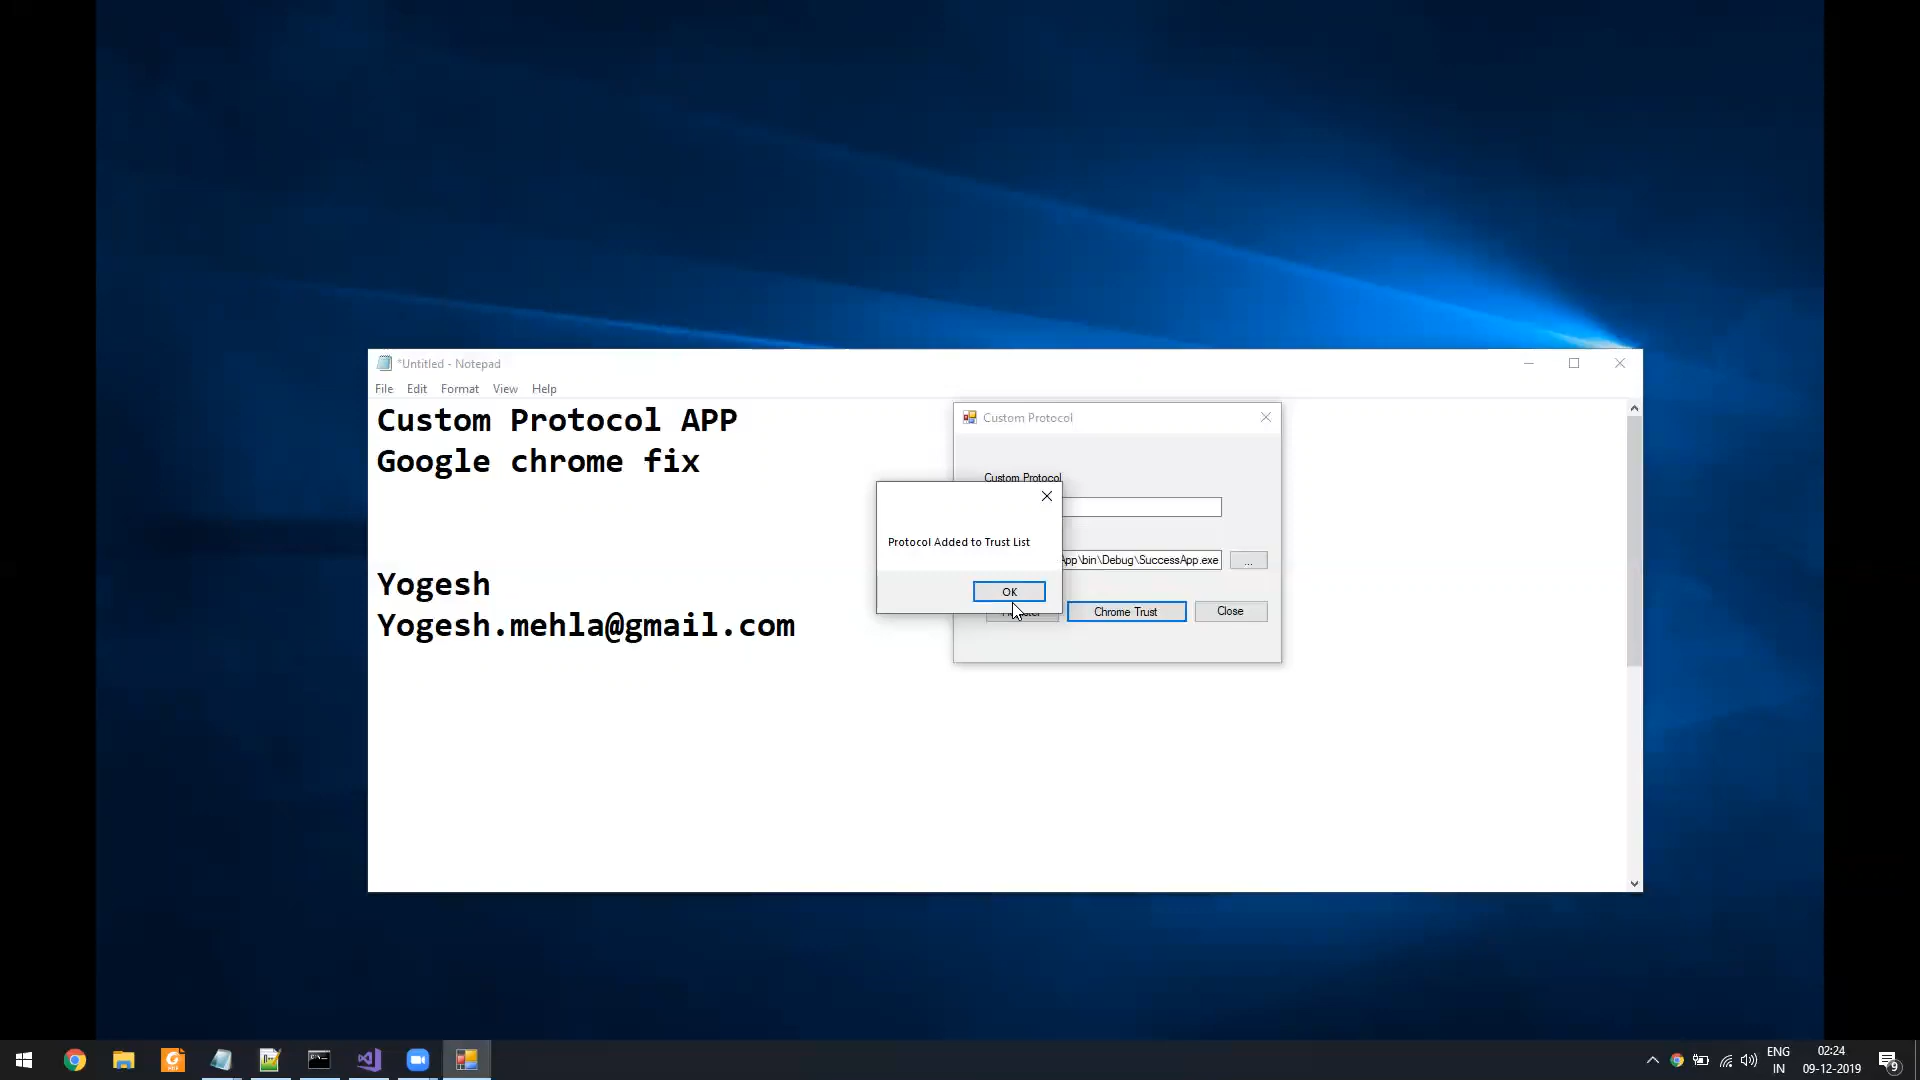 *Untitled - Notepad
File Edit Format View Help
Custom Protocol APP
Google chrome fix
Yogesh
Yogesh.mehla@gmail.com
Custom Protocol
Custom Protocol
App\bin\Debug\SuccessApp.exe
...
Chrome Trust
Close
Protocol Added to Trust List
OK
ENG
IN
02:24
09-12-2019
9